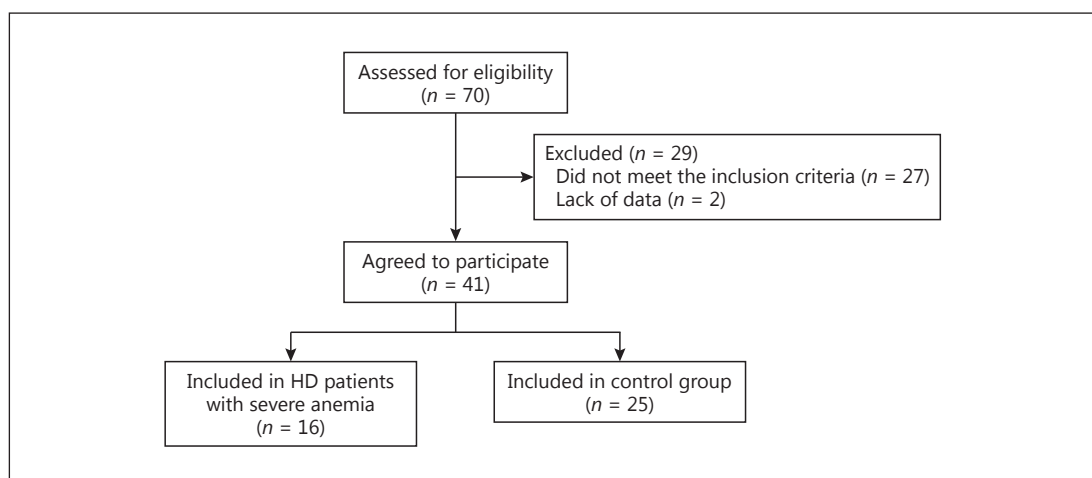 Assessed for eligibility
(n = 70)
Excluded (n = 29)
Did not meet the inclusion criteria (n = 27)
Lack of data (n = 2)
Agreed to participate
(n = 41)
Included in HD patients
with severe anemia
(n = 16)
Included in control group
(n = 25)